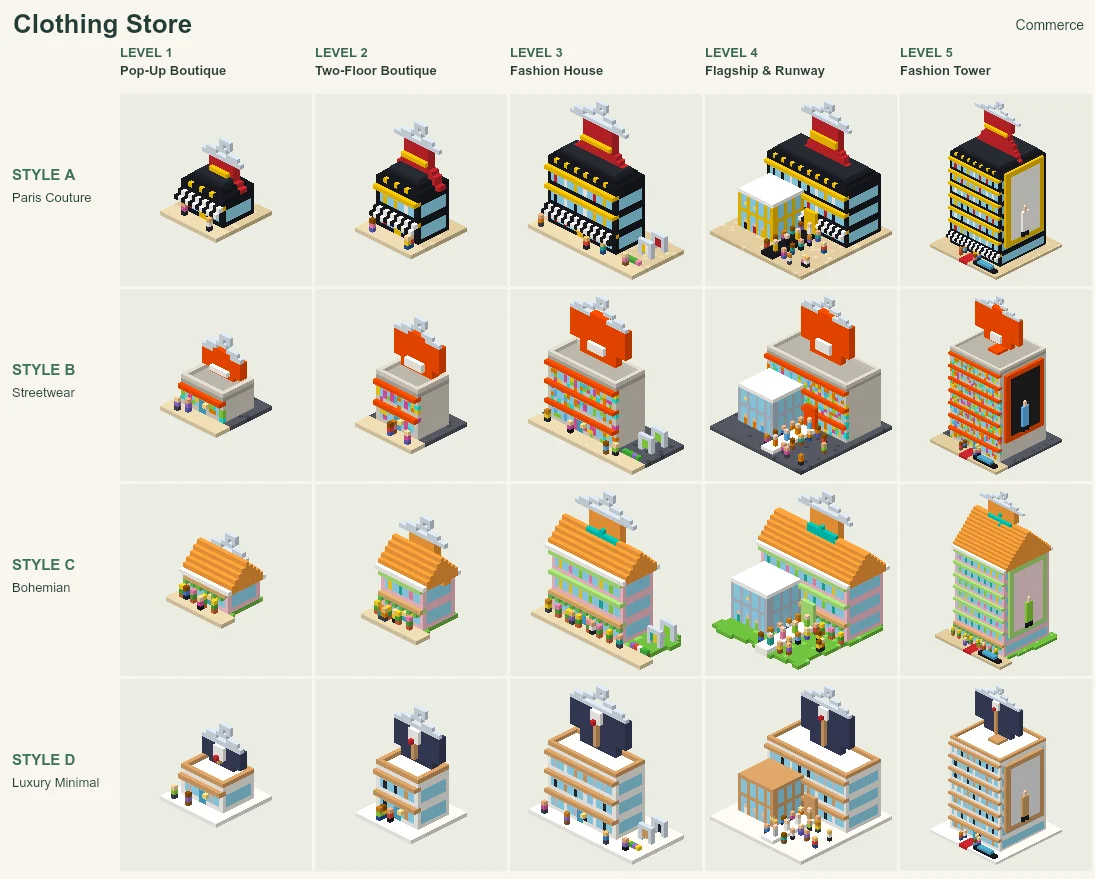 Clothing Store
Commerce
LEVEL 1
Pop-Up Boutique
LEVEL 2
Two-Floor Boutique
LEVEL 3
Fashion House
LEVEL 4
Flagship & Runway
LEVEL 5
Fashion Tower
STYLE A
Paris Couture
STYLE B
Streetwear
STYLE C
Bohemian
STYLE D
Luxury Minimal